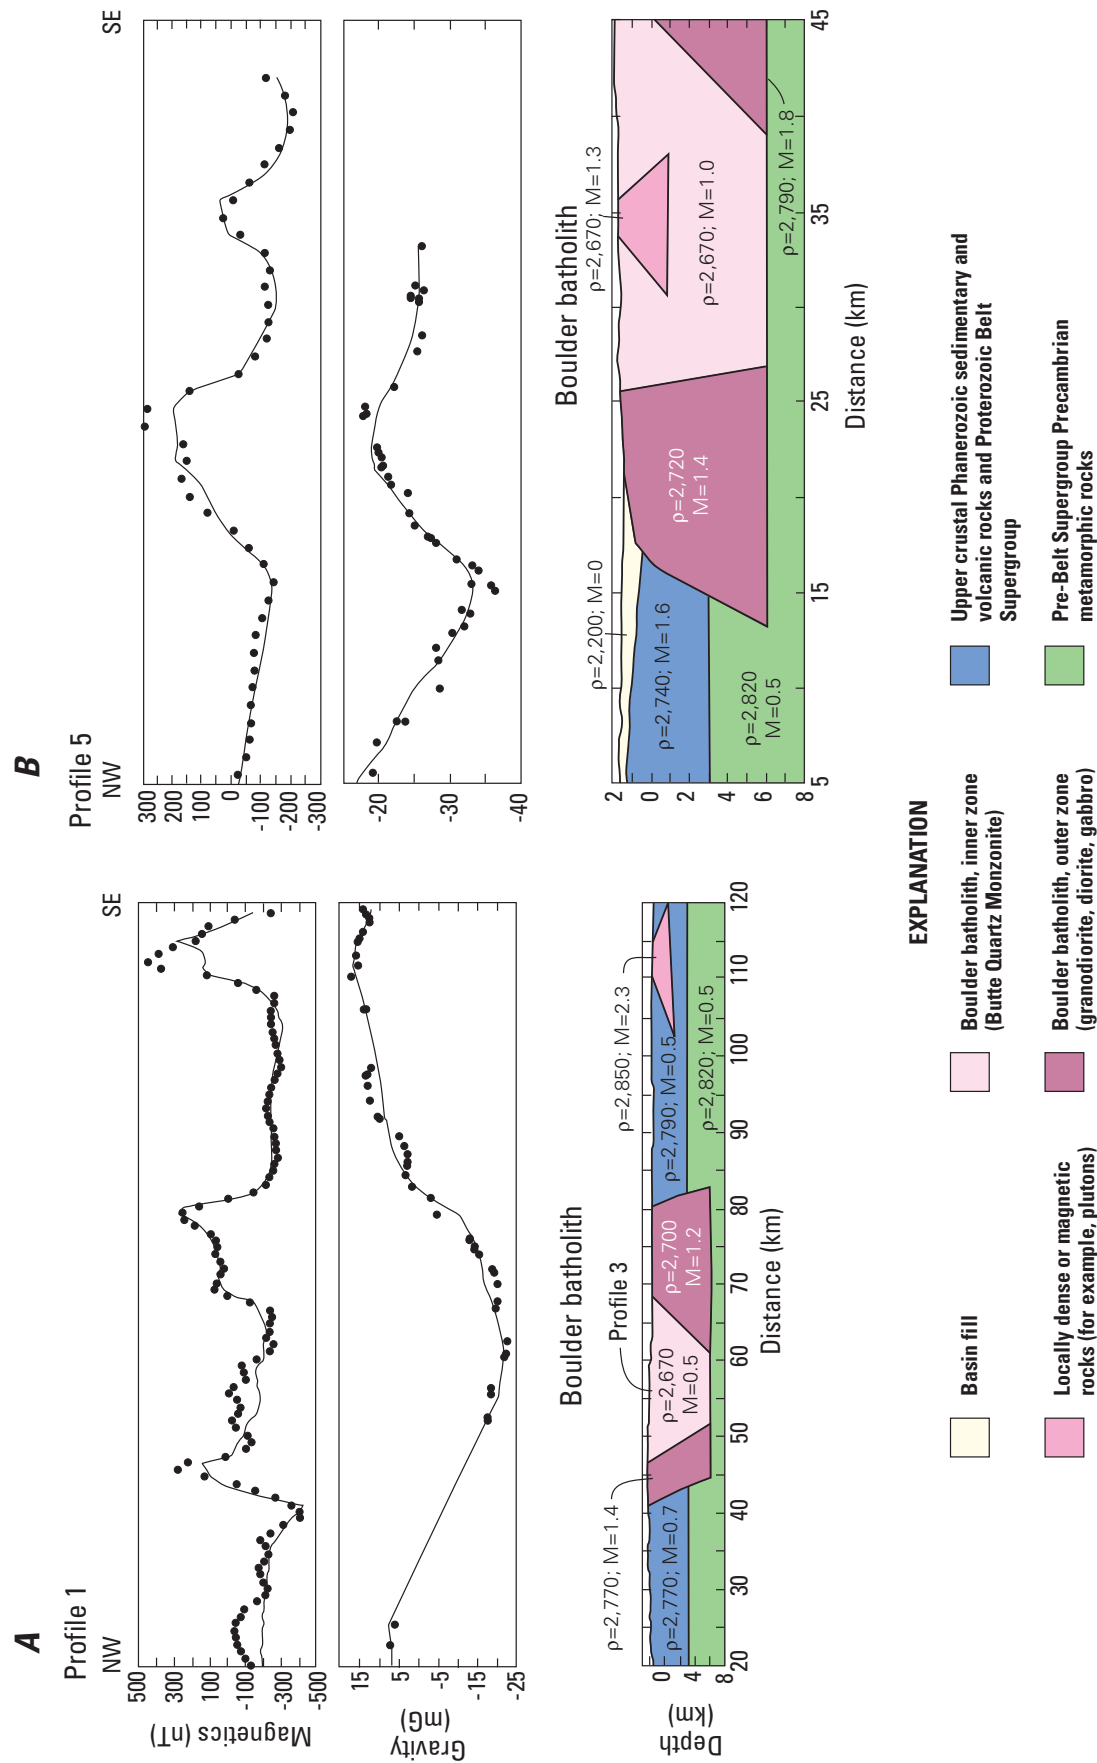 A
Profile 1
NW
SE
500
300
100
-100
-300
-500
Magnetics (nT)
15
5
-5
-15
-25
Gravity
(mG)
Boulder batholith
ρ=2,770; M=1.4
Profile 3
ρ=2,850; M=2.3
ρ=2,770; M=0.7
ρ=2,670
M=0.5
ρ=2,700
M=1.2
ρ=2,790; M=0.5
ρ=2,820; M=0.5
0
4
8
Depth
(km)
20
30
40
50
60
70
80
90
100
110
120
Distance (km)
B
Profile 5
NW
SE
300
200
100
0
-100
-200
-300
-20
-30
-40
Boulder batholith
ρ=2,200; M=0
ρ=2,670; M=1.3
ρ=2,740; M=1.6
ρ=2,720
M=1.4
ρ=2,670; M=1.0
ρ=2,820
M=0.5
ρ=2,790; M=1.8
2
0
2
4
6
8
5
15
25
35
45
Distance (km)
EXPLANATION
Basin fill
Locally dense or magnetic
rocks (for example, plutons)
Boulder batholith, inner zone
(Butte Quartz Monzonite)
Boulder batholith, outer zone
(granodiorite, diorite, gabbro)
Upper crustal Phanerozoic sedimentary and
volcanic rocks and Proterozoic Belt
Supergroup
Pre-Belt Supergroup Precambrian
metamorphic rocks